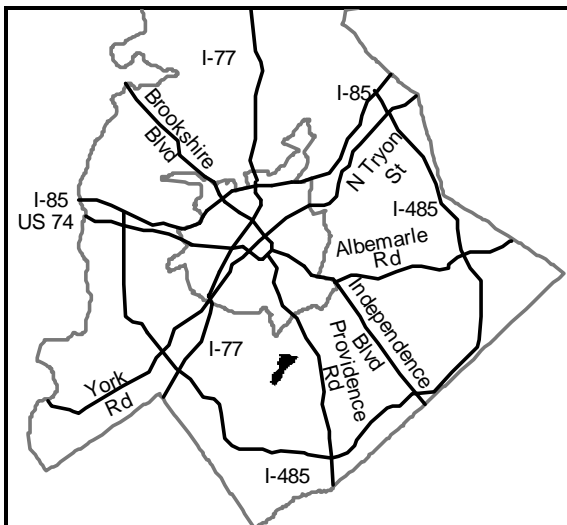 I-77
I-85
Brookshire
Blvd
N Tryon
St
I-85
US 74
I-485
Albemarle
Rd
Independence
Blvd
Providence
Rd
I-77
York
Rd
I-485